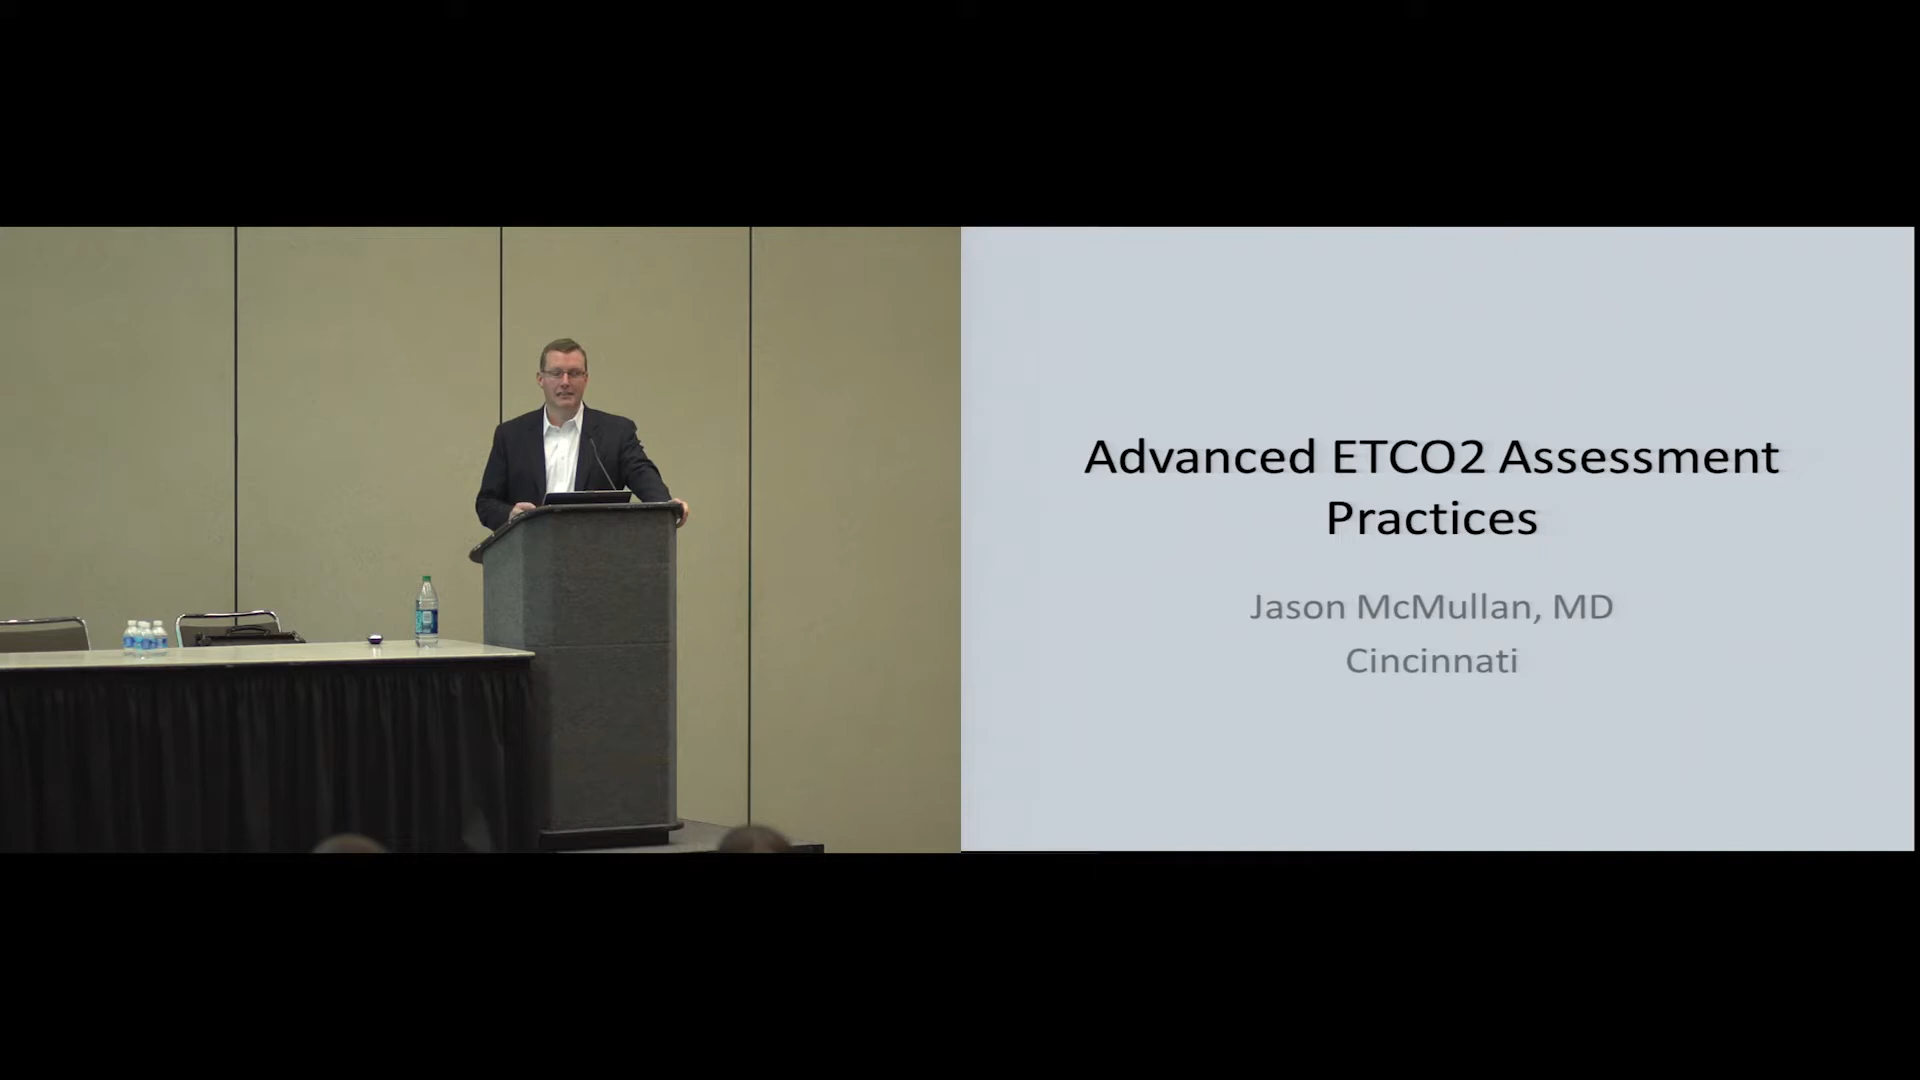 Advanced ETCO2 Assessment
Practices
Jason McMullan, MD
Cincinnati